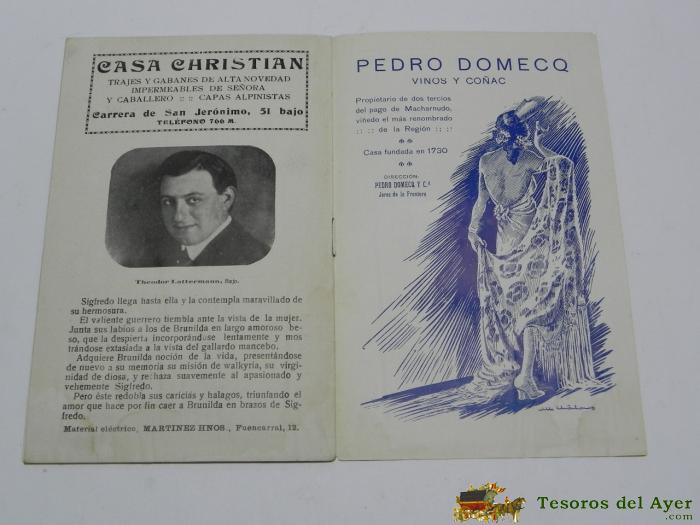 CASA CHRISTIAN
TRAJES Y GABANES DE ALTA NOVEDAD
IMPERMEABLES DE SEÑORA
Y CABALLERO :: :: CAPAS ALPINISTAS
Carrera de San Jerónimo, 51 bajo
TELÉFONO 766 M.
Theodor Lattermann, Bajo.
Sigfredo llega hasta ella y la contempla maravillado de
su hermosura.
El valiente guerrero tiembla ante la vista de la mujer.
Junta sus labios a los de Brunilda en largo amoroso be-
so, que la despierta incorporándose lentamente y mos
trándose extasiada a la vista del gallardo mancebo.
Adquiere Brunilda noción de la vida, presentándose
de nuevo a su memoria su misión de walkyria, su virgi-
nidad de diosa, y rechaza suavemente al apasionado y
vehemente Sigfredo.
Pero éste redobla sus caricias y halagos, triunfando el
amor que hace por fin caer a Brunilda en brazos de Sig-
fredo.
Material eléctrico, MARTINEZ HNOS., Fuencarral, 12.
PEDRO DOMECQ
VINOS Y COÑAC
Propietario de dos tercios
del pago de Macharnudo,
viñedo el más renombrado
:: :: de la Región :: ::
Casa fundada en 1730
DIRECCIÓN:
PEDRO DOMECQ Y C.ª
Jerez de la Frontera
Tesoros del Ayer
.com